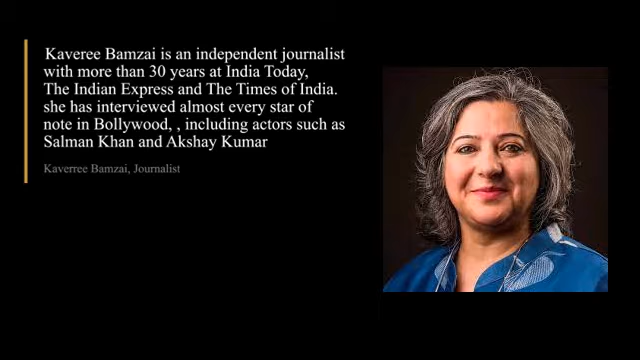 Kaveree Bamzai is an independent journalist
with more than 30 years at India Today,
The Indian Express and The Times of India.
she has interviewed almost every star of
note in Bollywood, , including actors such as
Salman Khan and Akshay Kumar
Kaverree Bamzai, Journalist